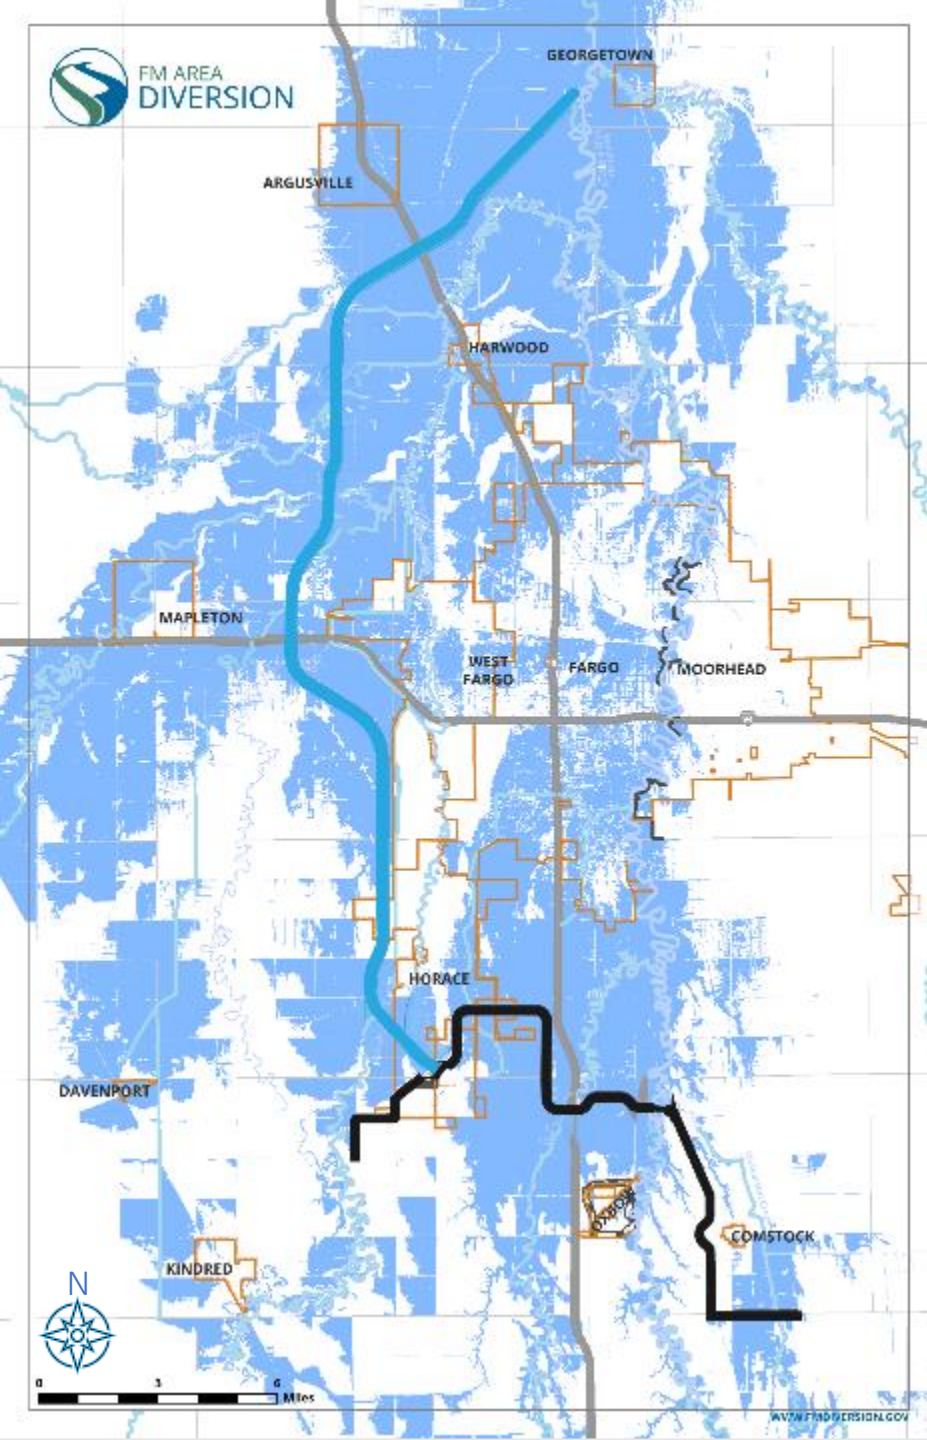 GEORGETOWN
FM AREA
DIVERSION
ARGUSVILLE
HARWOOD
MAPLETON
WEST
FARGO
FARGO
MOORHEAD
HORACE
DAVENPORT
OXBOW
COMSTOCK
KINDRED
N
0 3 6
Miles
WWW.FMDIVERSION.GOV